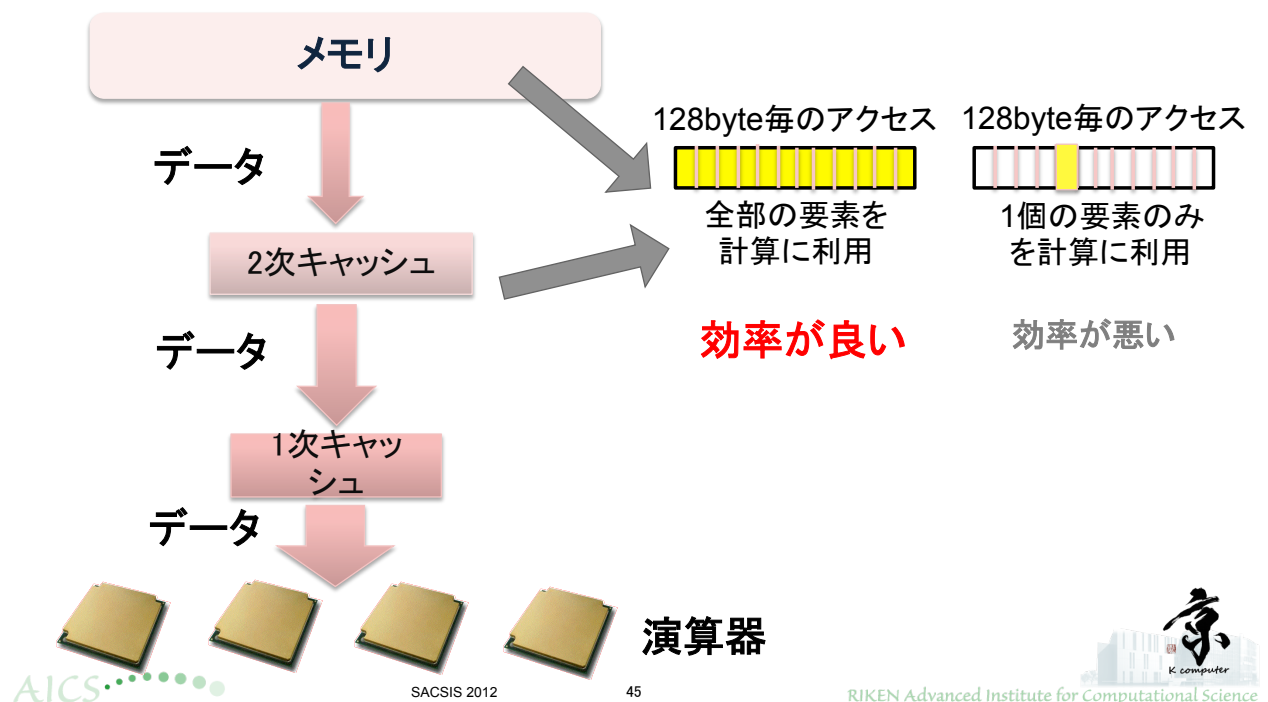 メモリ
データ
2次キャッシュ
データ
1次キャッ
シュ
データ
演算器
128byte毎のアクセス
全部の要素を
計算に利用
効率が良い
128byte毎のアクセス
1個の要素のみ
を計算に利用
効率が悪い
AICS
SACSIS 2012
45
京
K computer
RIKEN Advanced Institute for Computational Science